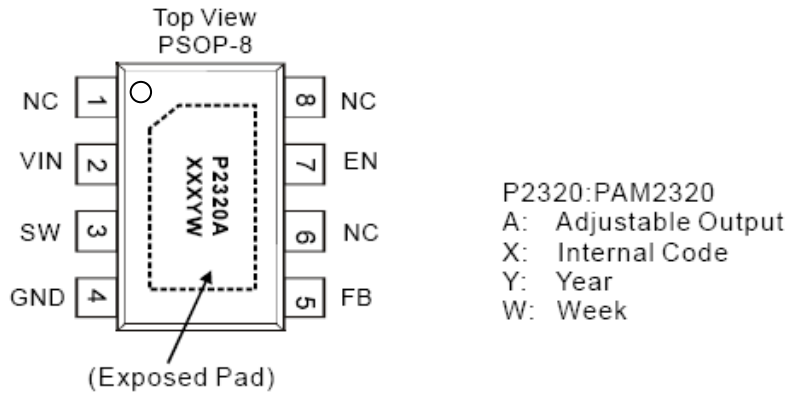 Top View
PSOP-8
NC 1 8 NC
VIN 2 7 EN
SW 3 6 NC
GND 4 5 FB
P2320A
XXXYW
(Exposed Pad)
P2320:PAM2320
A: Adjustable Output
X: Internal Code
Y: Year
W: Week